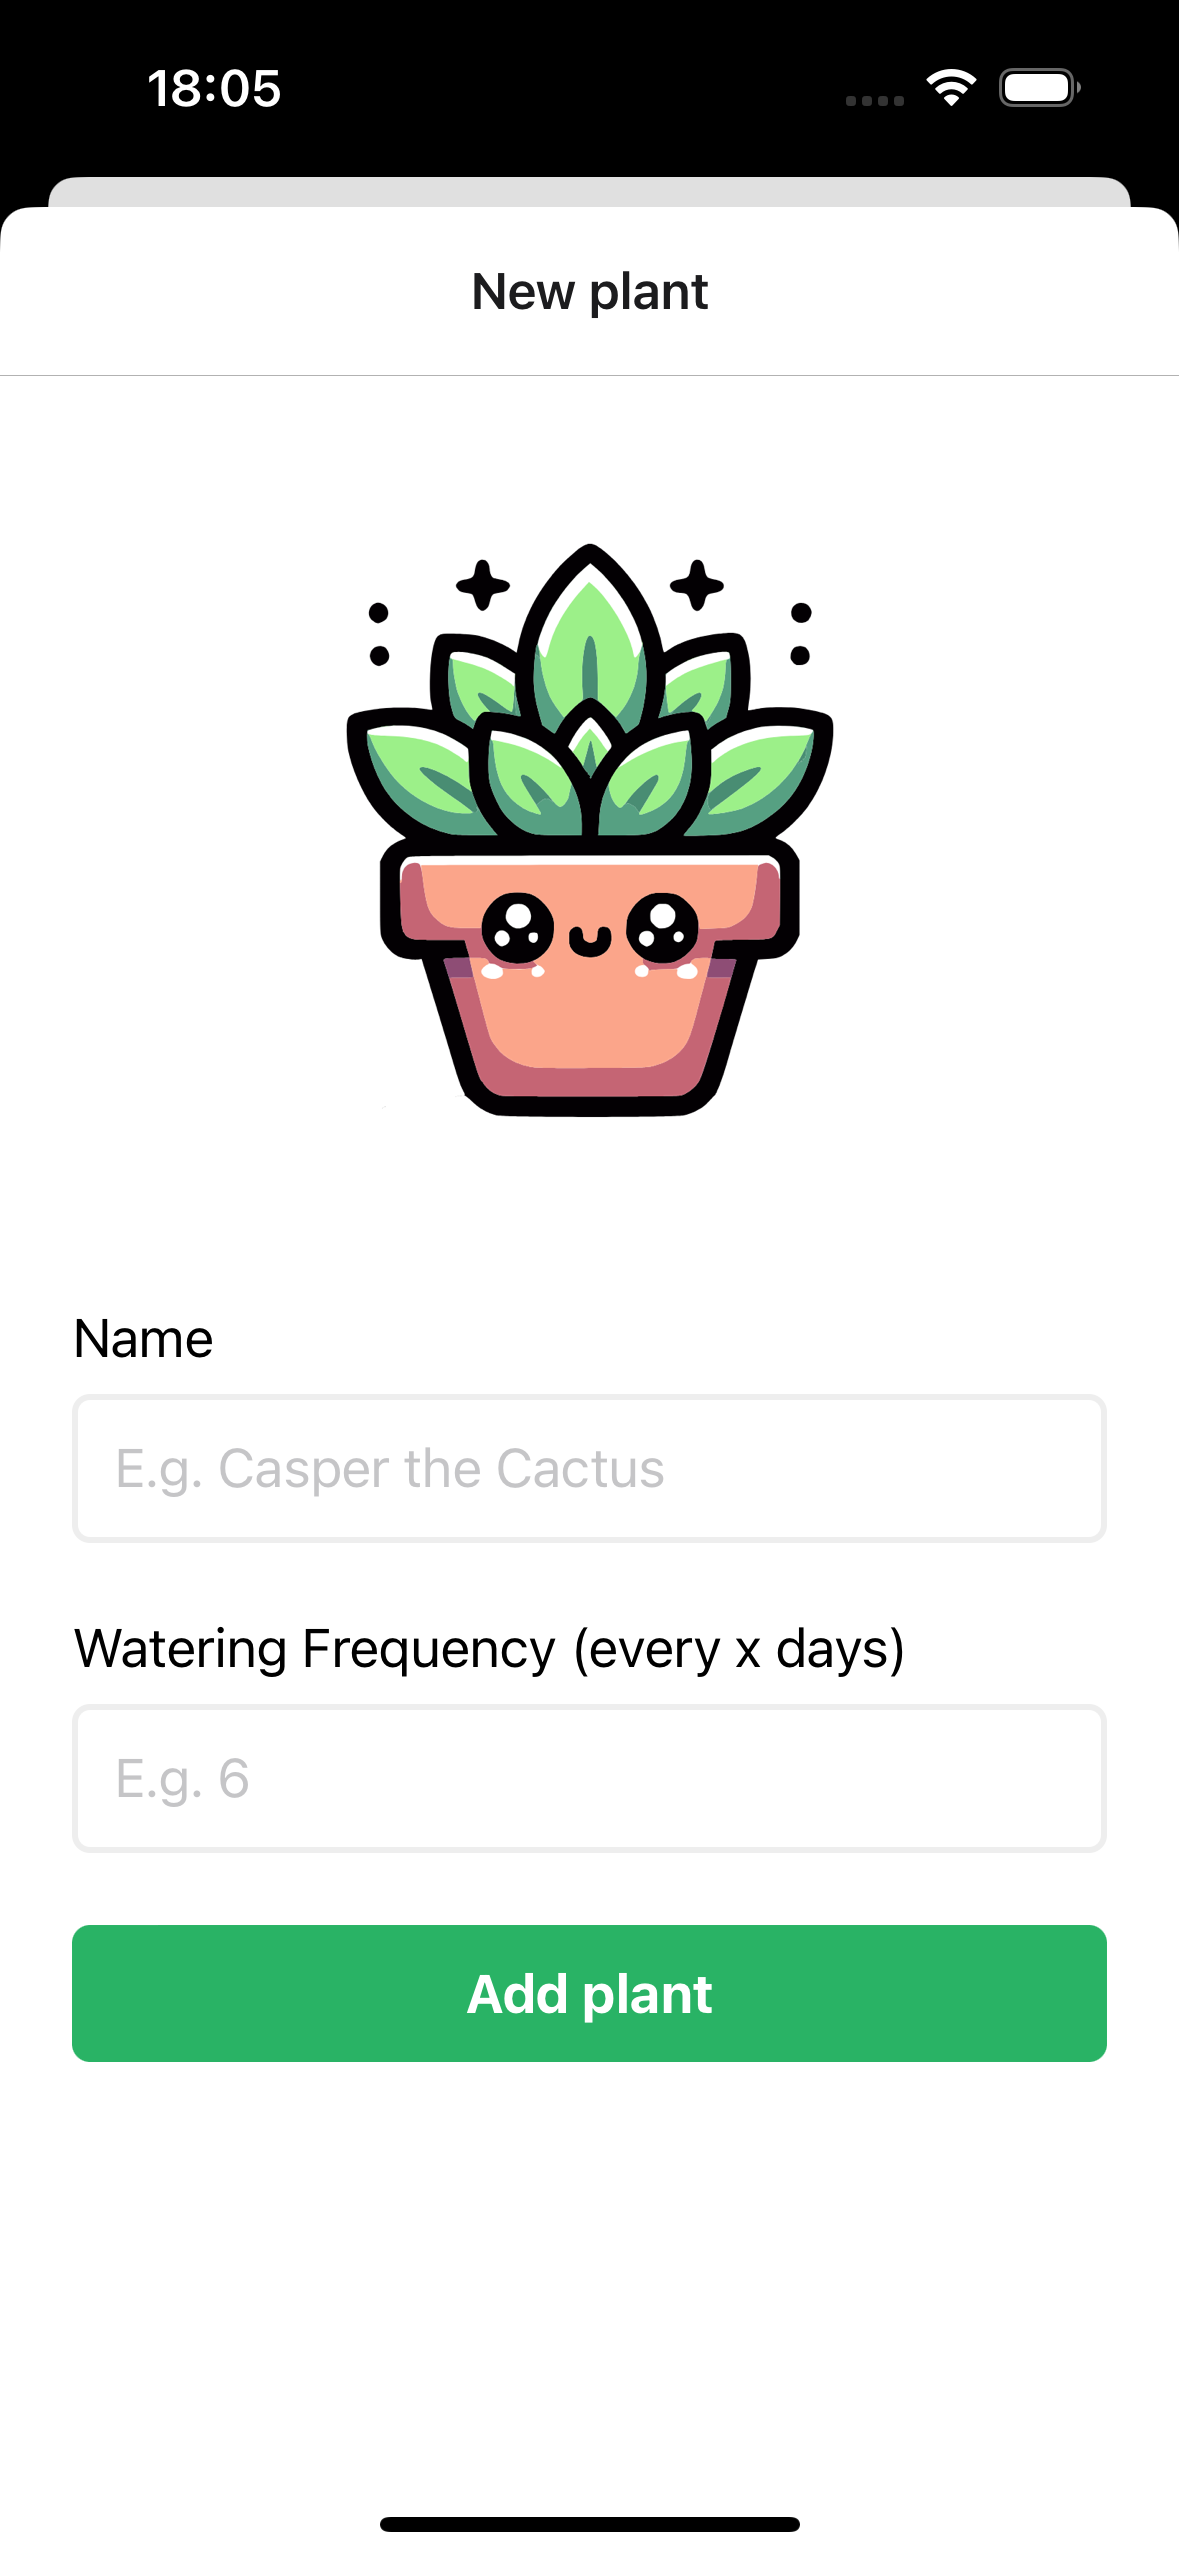 18:05
New plant
Name
E.g. Casper the Cactus
Watering Frequency (every x days)
E.g. 6
Add plant